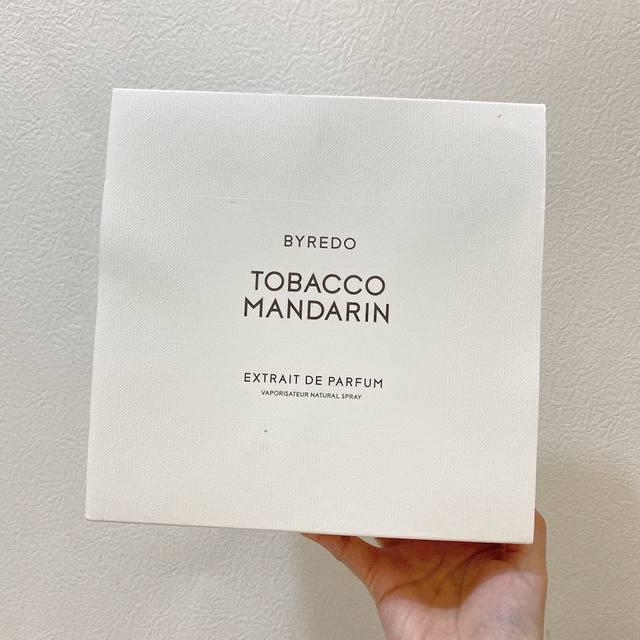 BYREDO
TOBACCO
MANDARIN
EXTRAIT DE PARFUM
VAPORISATEUR NATURAL SPRAY